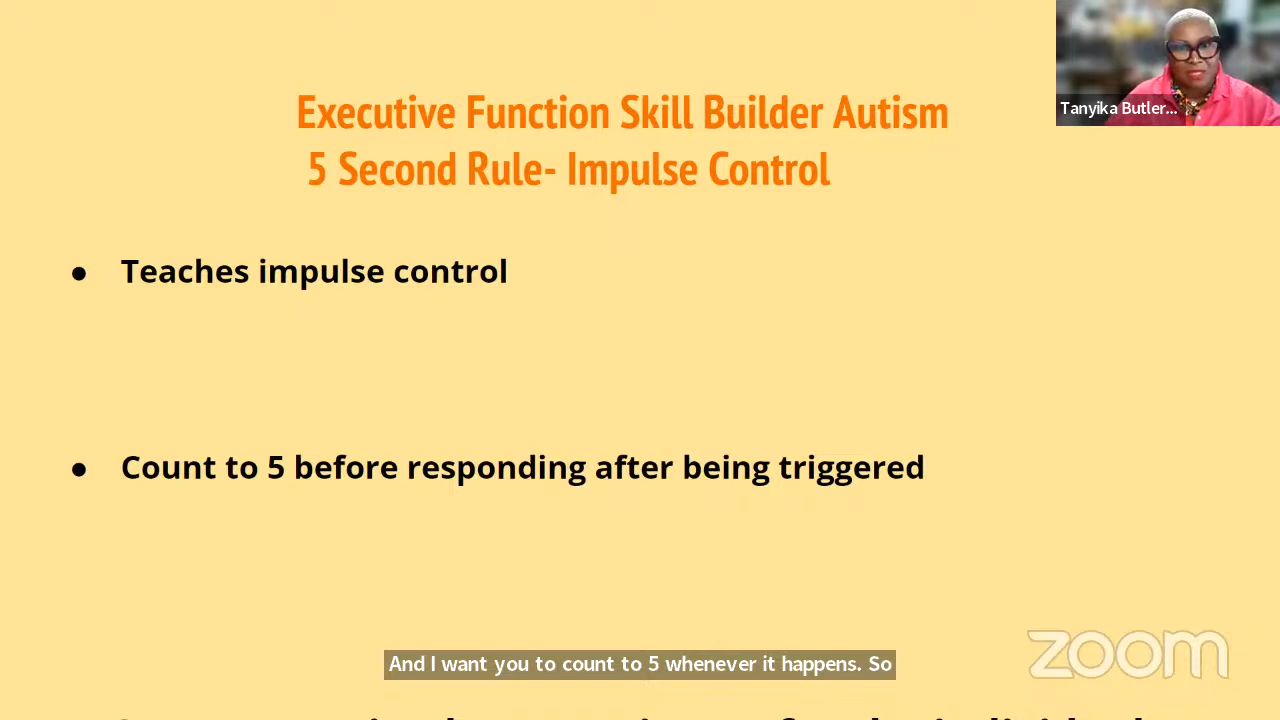 Executive Function Skill Builder Autism
5 Second Rule- Impulse Control
Tanyika Butler...
● Teaches impulse control
● Count to 5 before responding after being triggered
And I want you to count to 5 whenever it happens. So
zoom